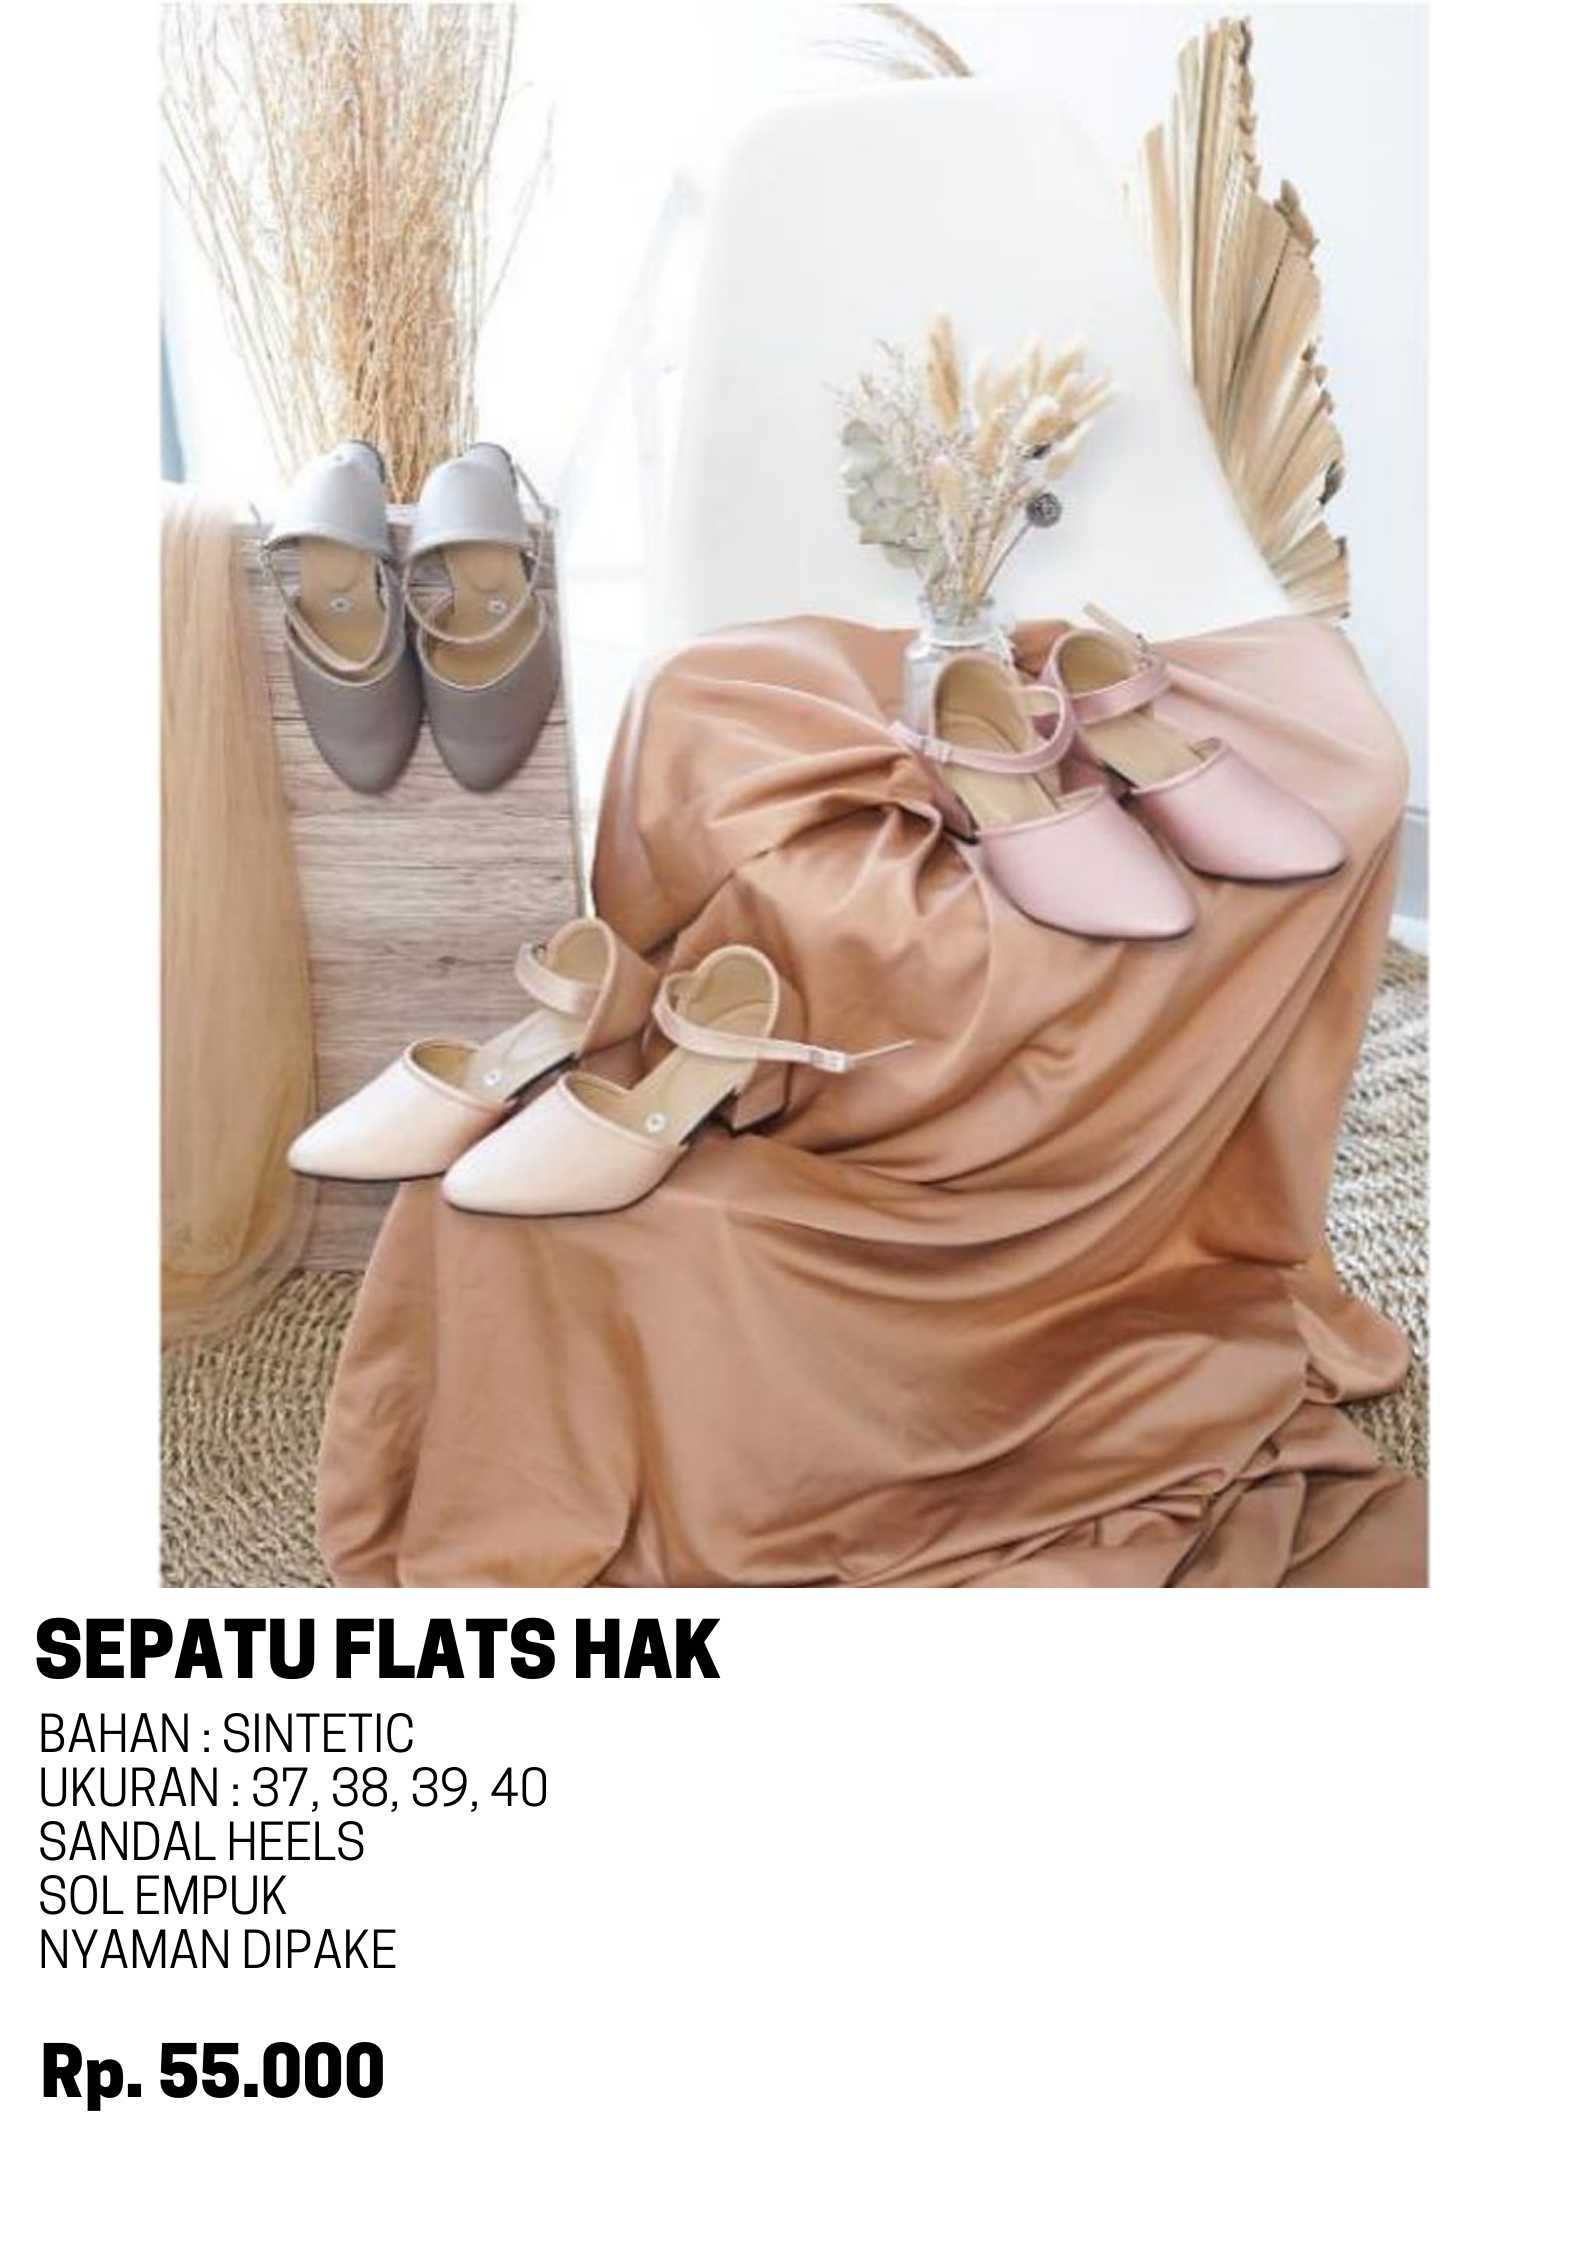 SEPATU FLATS HAK
BAHAN : SINTETIC
UKURAN : 37, 38, 39, 40
SANDAL HEELS
SOL EMPUK
NYAMAN DIPAKE
Rp. 55.000